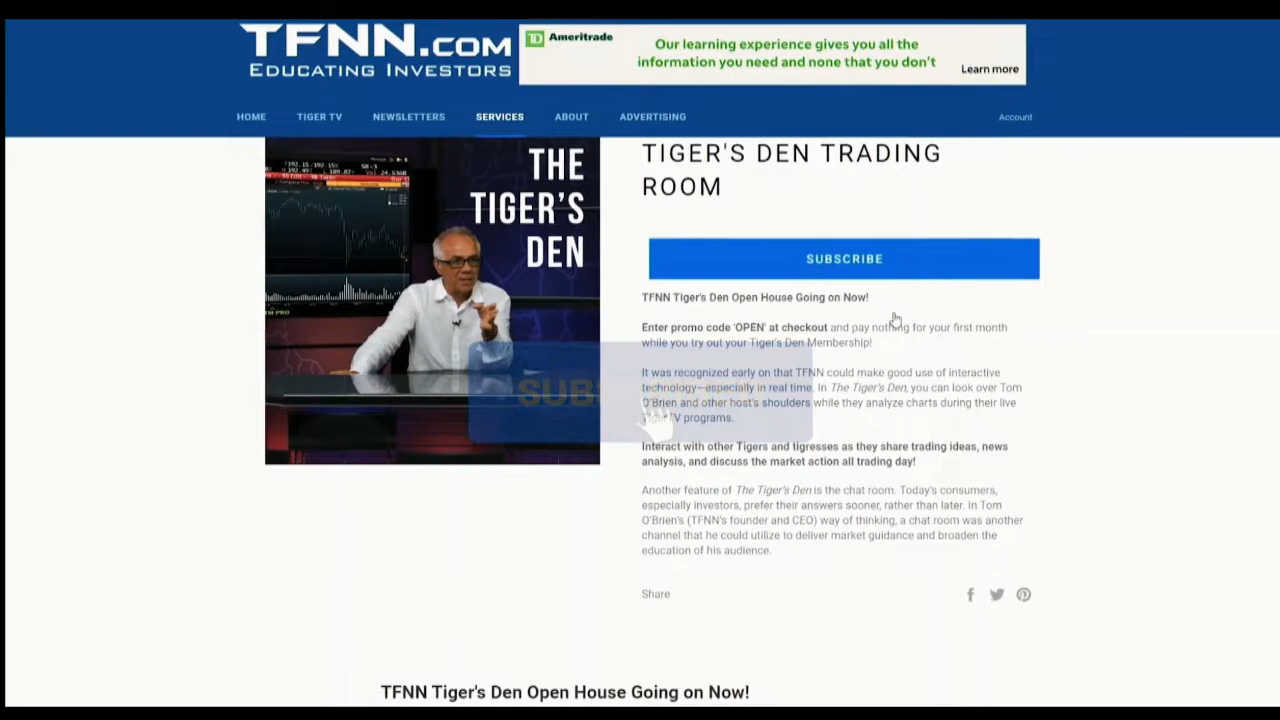 TFNN.COM
EDUCATING INVESTORS
TD Ameritrade
Our learning experience gives you all the
information you need and none that you don't
Learn more
HOME TIGER TV NEWSLETTERS SERVICES ABOUT ADVERTISING Account
THE
TIGER'S
DEN
TIGER'S DEN TRADING
ROOM
SUBSCRIBE
TFNN Tiger's Den Open House Going on Now!
Enter promo code 'OPEN' at checkout and pay nothing for your first month
while you try out your Tiger's Den Membership!
It was recognized early on that TFNN could make good use of interactive
technology—especially in real time. In The Tiger's Den, you can look over Tom
O'Brien and other host's shoulders while they analyze charts during their live
TV programs.
SUB
Interact with other Tigers and tigresses as they share trading ideas, news
analysis, and discuss the market action all trading day!
Another feature of The Tiger's Den is the chat room. Today's consumers,
especially investors, prefer their answers sooner, rather than later. In Tom
O'Brien's (TFNN's founder and CEO) way of thinking, a chat room was another
channel that he could utilize to deliver market guidance and broaden the
education of his audience.
Share
TFNN Tiger's Den Open House Going on Now!